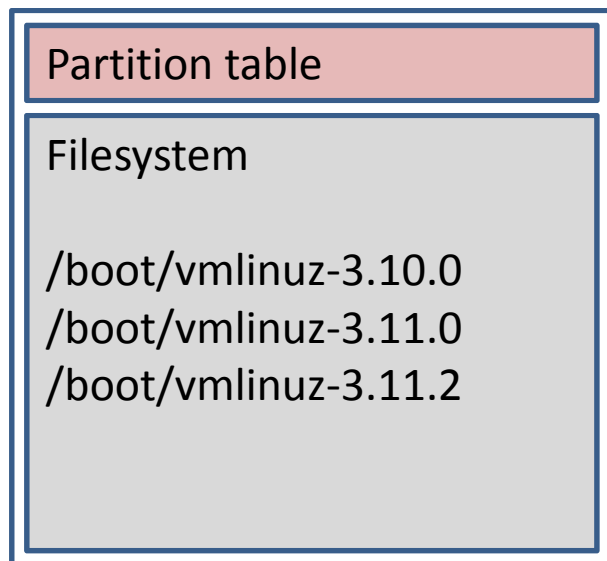 Partition table
Filesystem
/boot/vmlinuz-3.10.0
/boot/vmlinuz-3.11.0
/boot/vmlinuz-3.11.2